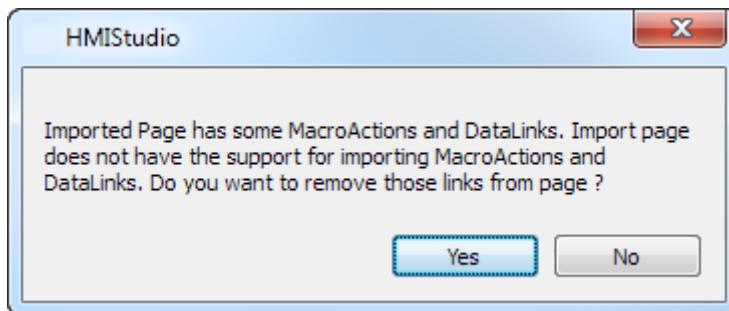 HMIStudio
Imported Page has some MacroActions and DataLinks. Import page
does not have the support for importing MacroActions and
DataLinks. Do you want to remove those links from page ?
Yes
No